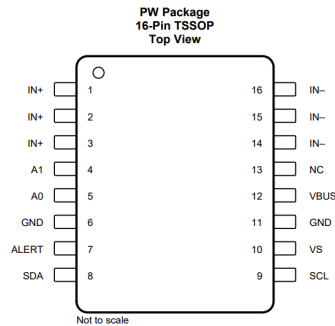 PW Package
16-Pin TSSOP
Top View
IN+ 1 16 IN–
IN+ 2 15 IN–
IN+ 3 14 IN–
A1 4 13 NC
A0 5 12 VBUS
GND 6 11 GND
ALERT 7 10 VS
SDA 8 9 SCL
Not to scale